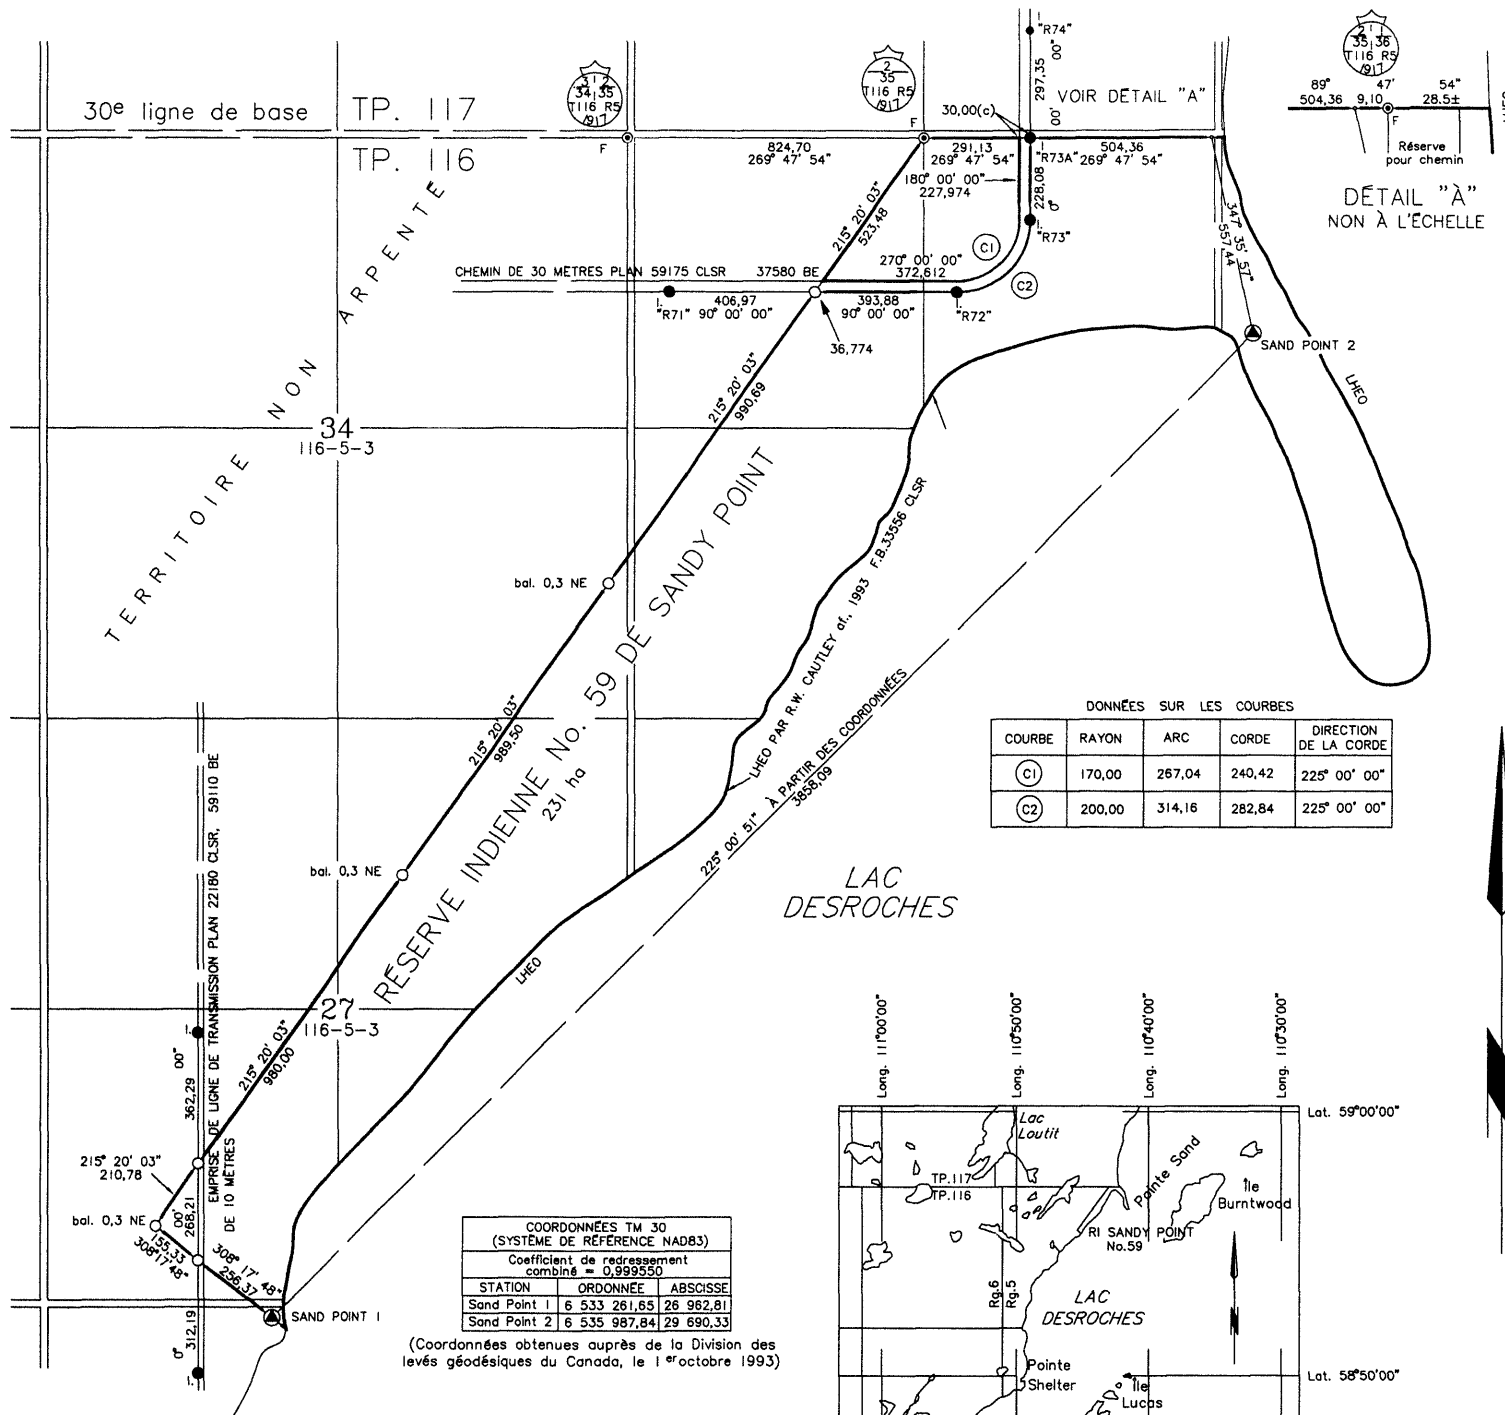 "R74"
2
35
T116 R5
1917
3 2
34 35
T116 R5
1917
2 1
35 36
T116 R5
1917
89° 47' 54"
504,36 9,10 28.5±
Réserve
pour chemin
DÉTAIL "A"
NON À L'ÉCHELLE
30e ligne de base
TP. 117
TP. 116
297,35
00' 00"
VOIR DÉTAIL "A"
30,00(c)
F
F
824,70
269° 47' 54"
291,13
269° 47' 54"
"R73A"
504,36
269° 47' 54"
180° 00' 00"
227,974
228,08
0°
I.
"R73"
347° 35' 57"
557,44
215° 20' 03"
523,48
C1
C2
270° 00' 00"
372,612
CHEMIN DE 30 MÈTRES PLAN 59175 CLSR 37580 BE
I.
"R71"
406,97
90° 00' 00"
393,88
90° 00' 00"
I.
"R72"
36,774
SAND POINT 2
LHEO
TERRITOIRE NON ARPENTÉ
34
116-5-3
215° 20' 03"
990,69
bal. 0,3 NE
RÉSERVE INDIENNE No. 59 DE SANDY POINT
231 ha
LHEO PAR R.W. CAUTLEY af., 1993 F.B.33556 CLSR
225° 00' 51" À PARTIR DES COORDONNÉES
3858,09
215° 20' 03"
989,50
DONNÉES SUR LES COURBES
COURBE RAYON ARC CORDE DIRECTION DE LA CORDE
C1 170,00 267,04 240,42 225° 00' 00"
C2 200,00 314,16 282,84 225° 00' 00"
bal. 0,3 NE
LAC
DESROCHES
LHEO
EMPRISE DE LIGNE DE TRANSMISSION PLAN 22180 CLSR, 59110 BE
DE 10 MÈTRES
27
116-5-3
I.
362,29
00"
215° 20' 03"
980,00
215° 20' 03"
210,78
bal. 0,3 NE
268,21
00'
155,33
308°17'48"
308° 17' 48"
256,37
SAND POINT 1
312,19
0°
I.
COORDONNÉES TM 30
(SYSTÈME DE RÉFÉRENCE NAD83)
Coefficient de redressement
combiné = 0,999550
STATION ORDONNÉE ABSCISSE
Sand Point 1 6 533 261,65 26 962,81
Sand Point 2 6 535 987,84 29 690,33
(Coordonnées obtenues auprès de la Division des
levés géodésiques du Canada, le 1er octobre 1993)
Long. 111°00'00"
Long. 110°50'00"
Long. 110°40'00"
Long. 110°30'00"
Lat. 59°00'00"
Lac
Loutit
TP.117
TP.116
Pointe Sand
Île
Burntwood
RI SANDY POINT
No.59
Rg.6
Rg.5
LAC
DESROCHES
Pointe
Shelter
Île
Lucas
Lat. 58°50'00"